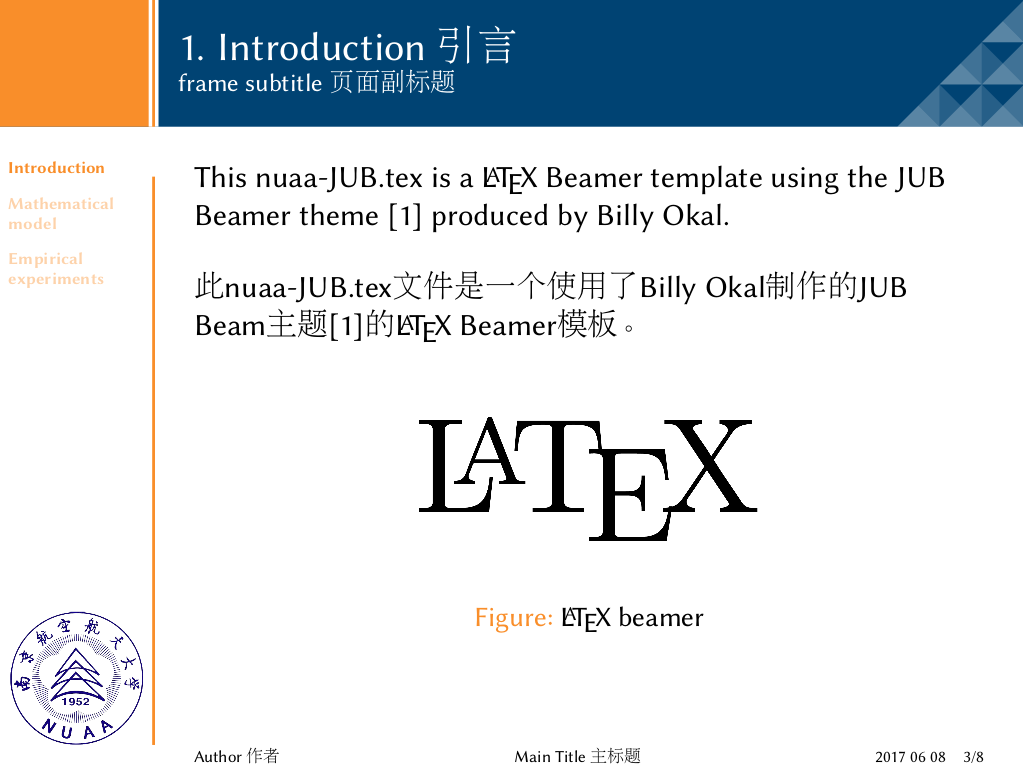 1. Introduction 引言
frame subtitle 页面副标题
Introduction
Mathematical
model
Empirical
experiments
This nuaa-JUB.tex is a LATEX Beamer template using the JUB
Beamer theme [1] produced by Billy Okal.
此nuaa-JUB.tex文件是一个使用了Billy Okal制作的JUB
Beam主题[1]的LATEX Beamer模板。
LATEX
Figure: LATEX beamer
南京航空航天大学
1952
NUAA
Author 作者
Main Title 主标题
2017 06 08 3/8